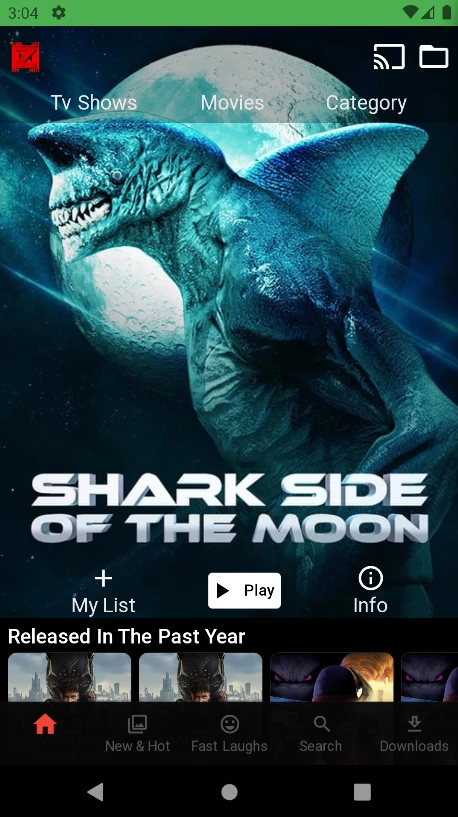 3:04
Tv Shows Movies Category
SHARK SIDE
OF THE MOON
My List Play Info
Released In The Past Year
New & Hot Fast Laughs Search Downloads